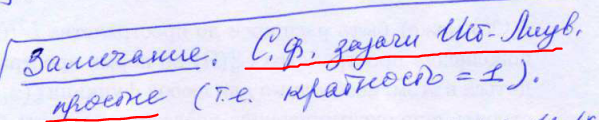 Замечание. С.ф. задачи Шт-Лиув.
простые (т.е. кратность = 1).